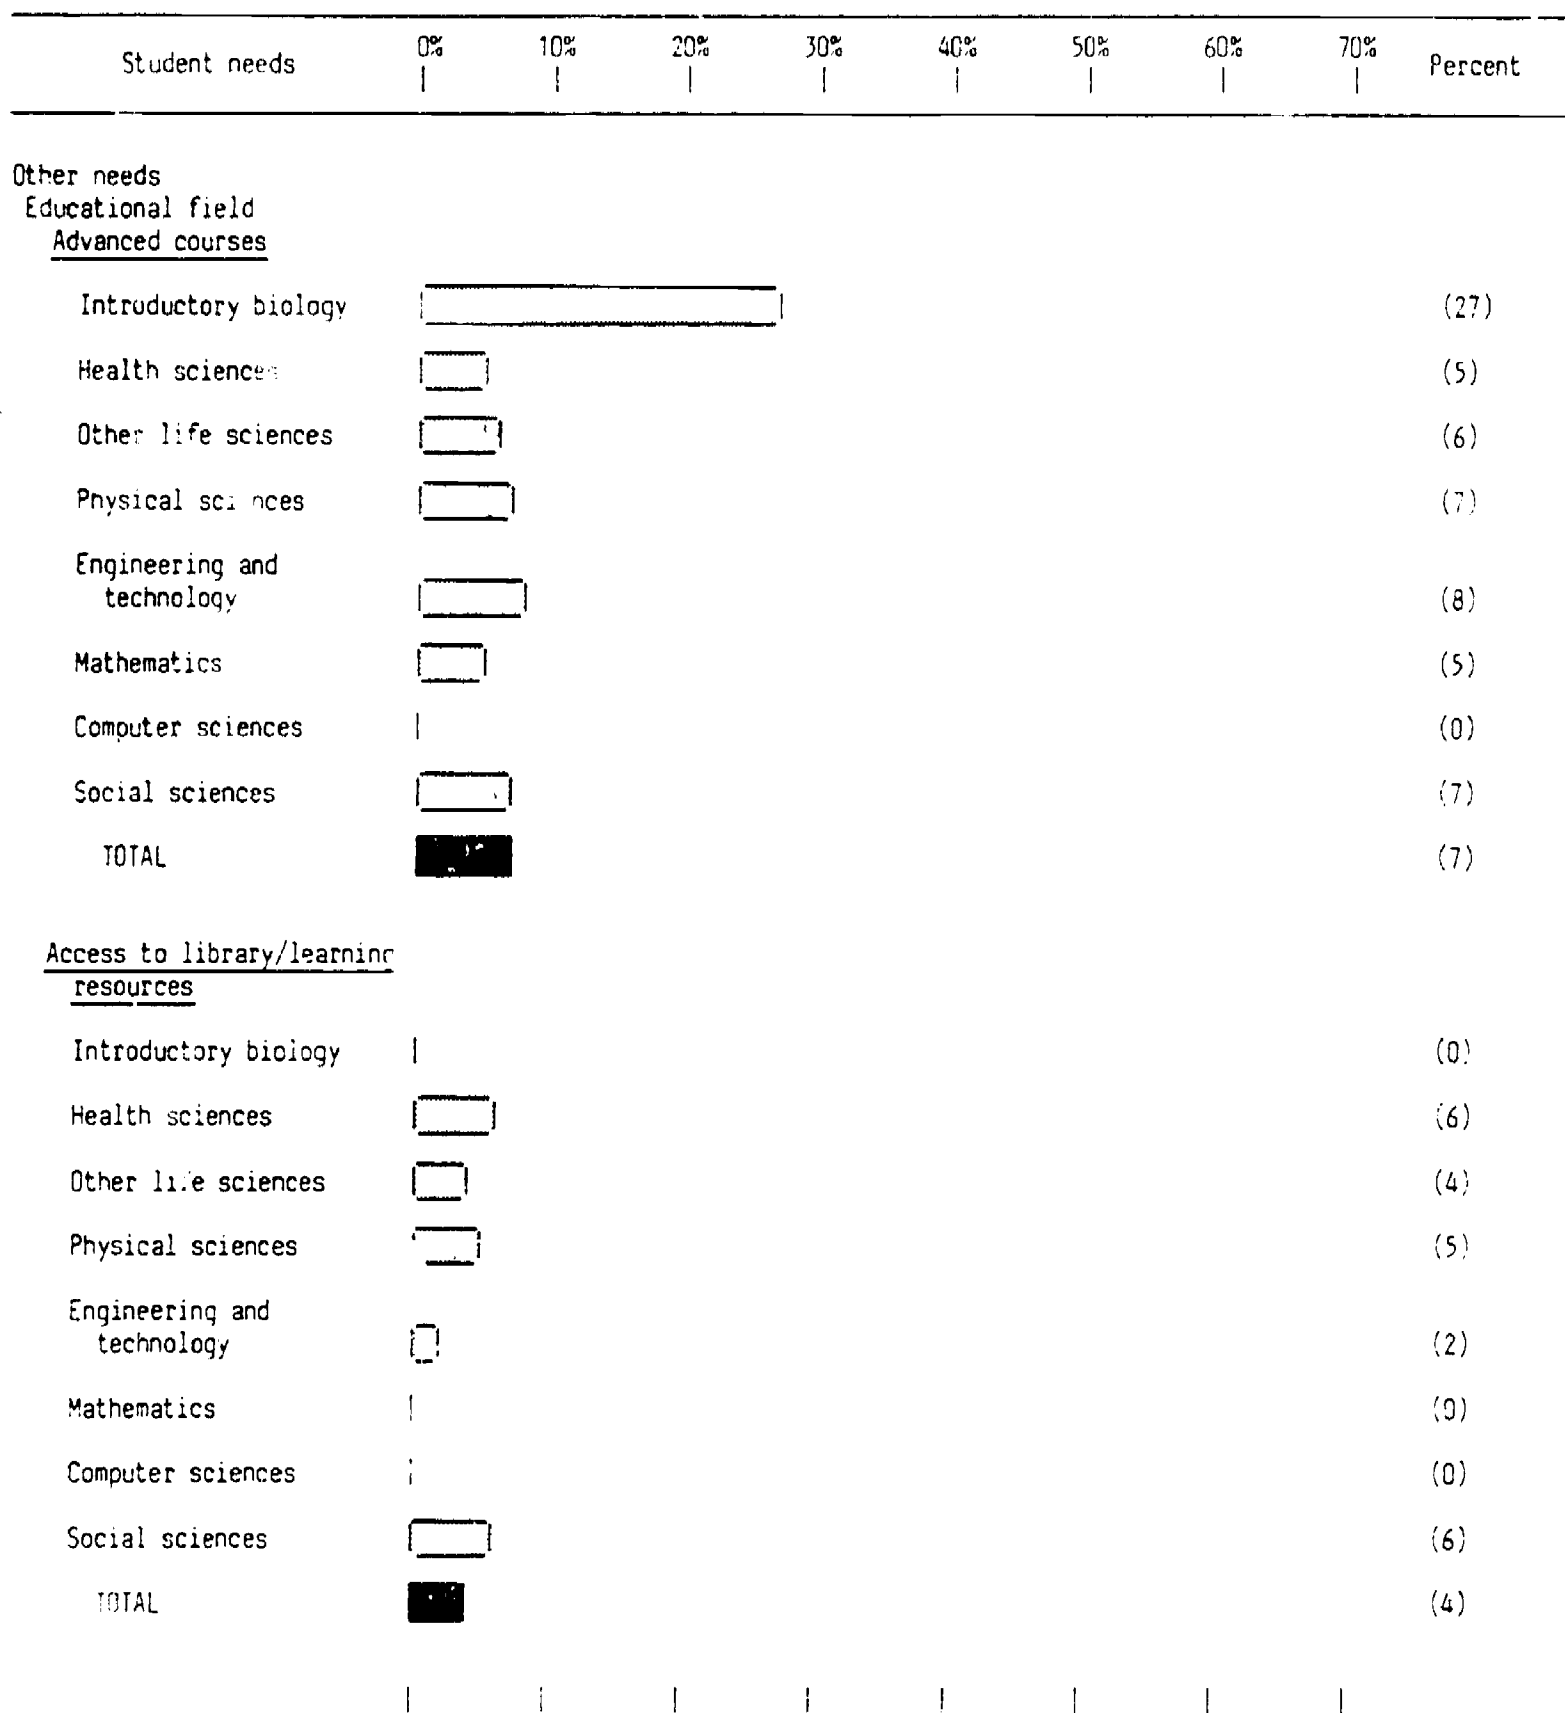 Student needs 0% 10% 20% 30% 40% 50% 60% 70% Percent
Other needs
Educational field
Advanced courses
Introductory biology (27)
Health sciences (5)
Other life sciences (6)
Physical sciences (7)
Engineering and
technology (8)
Mathematics (5)
Computer sciences (0)
Social sciences (7)
TOTAL (7)
Access to library/learning
resources
Introductory biology (0)
Health sciences (6)
Other life sciences (4)
Physical sciences (5)
Engineering and
technology (2)
Mathematics (0)
Computer sciences (0)
Social sciences (6)
TOTAL (4)